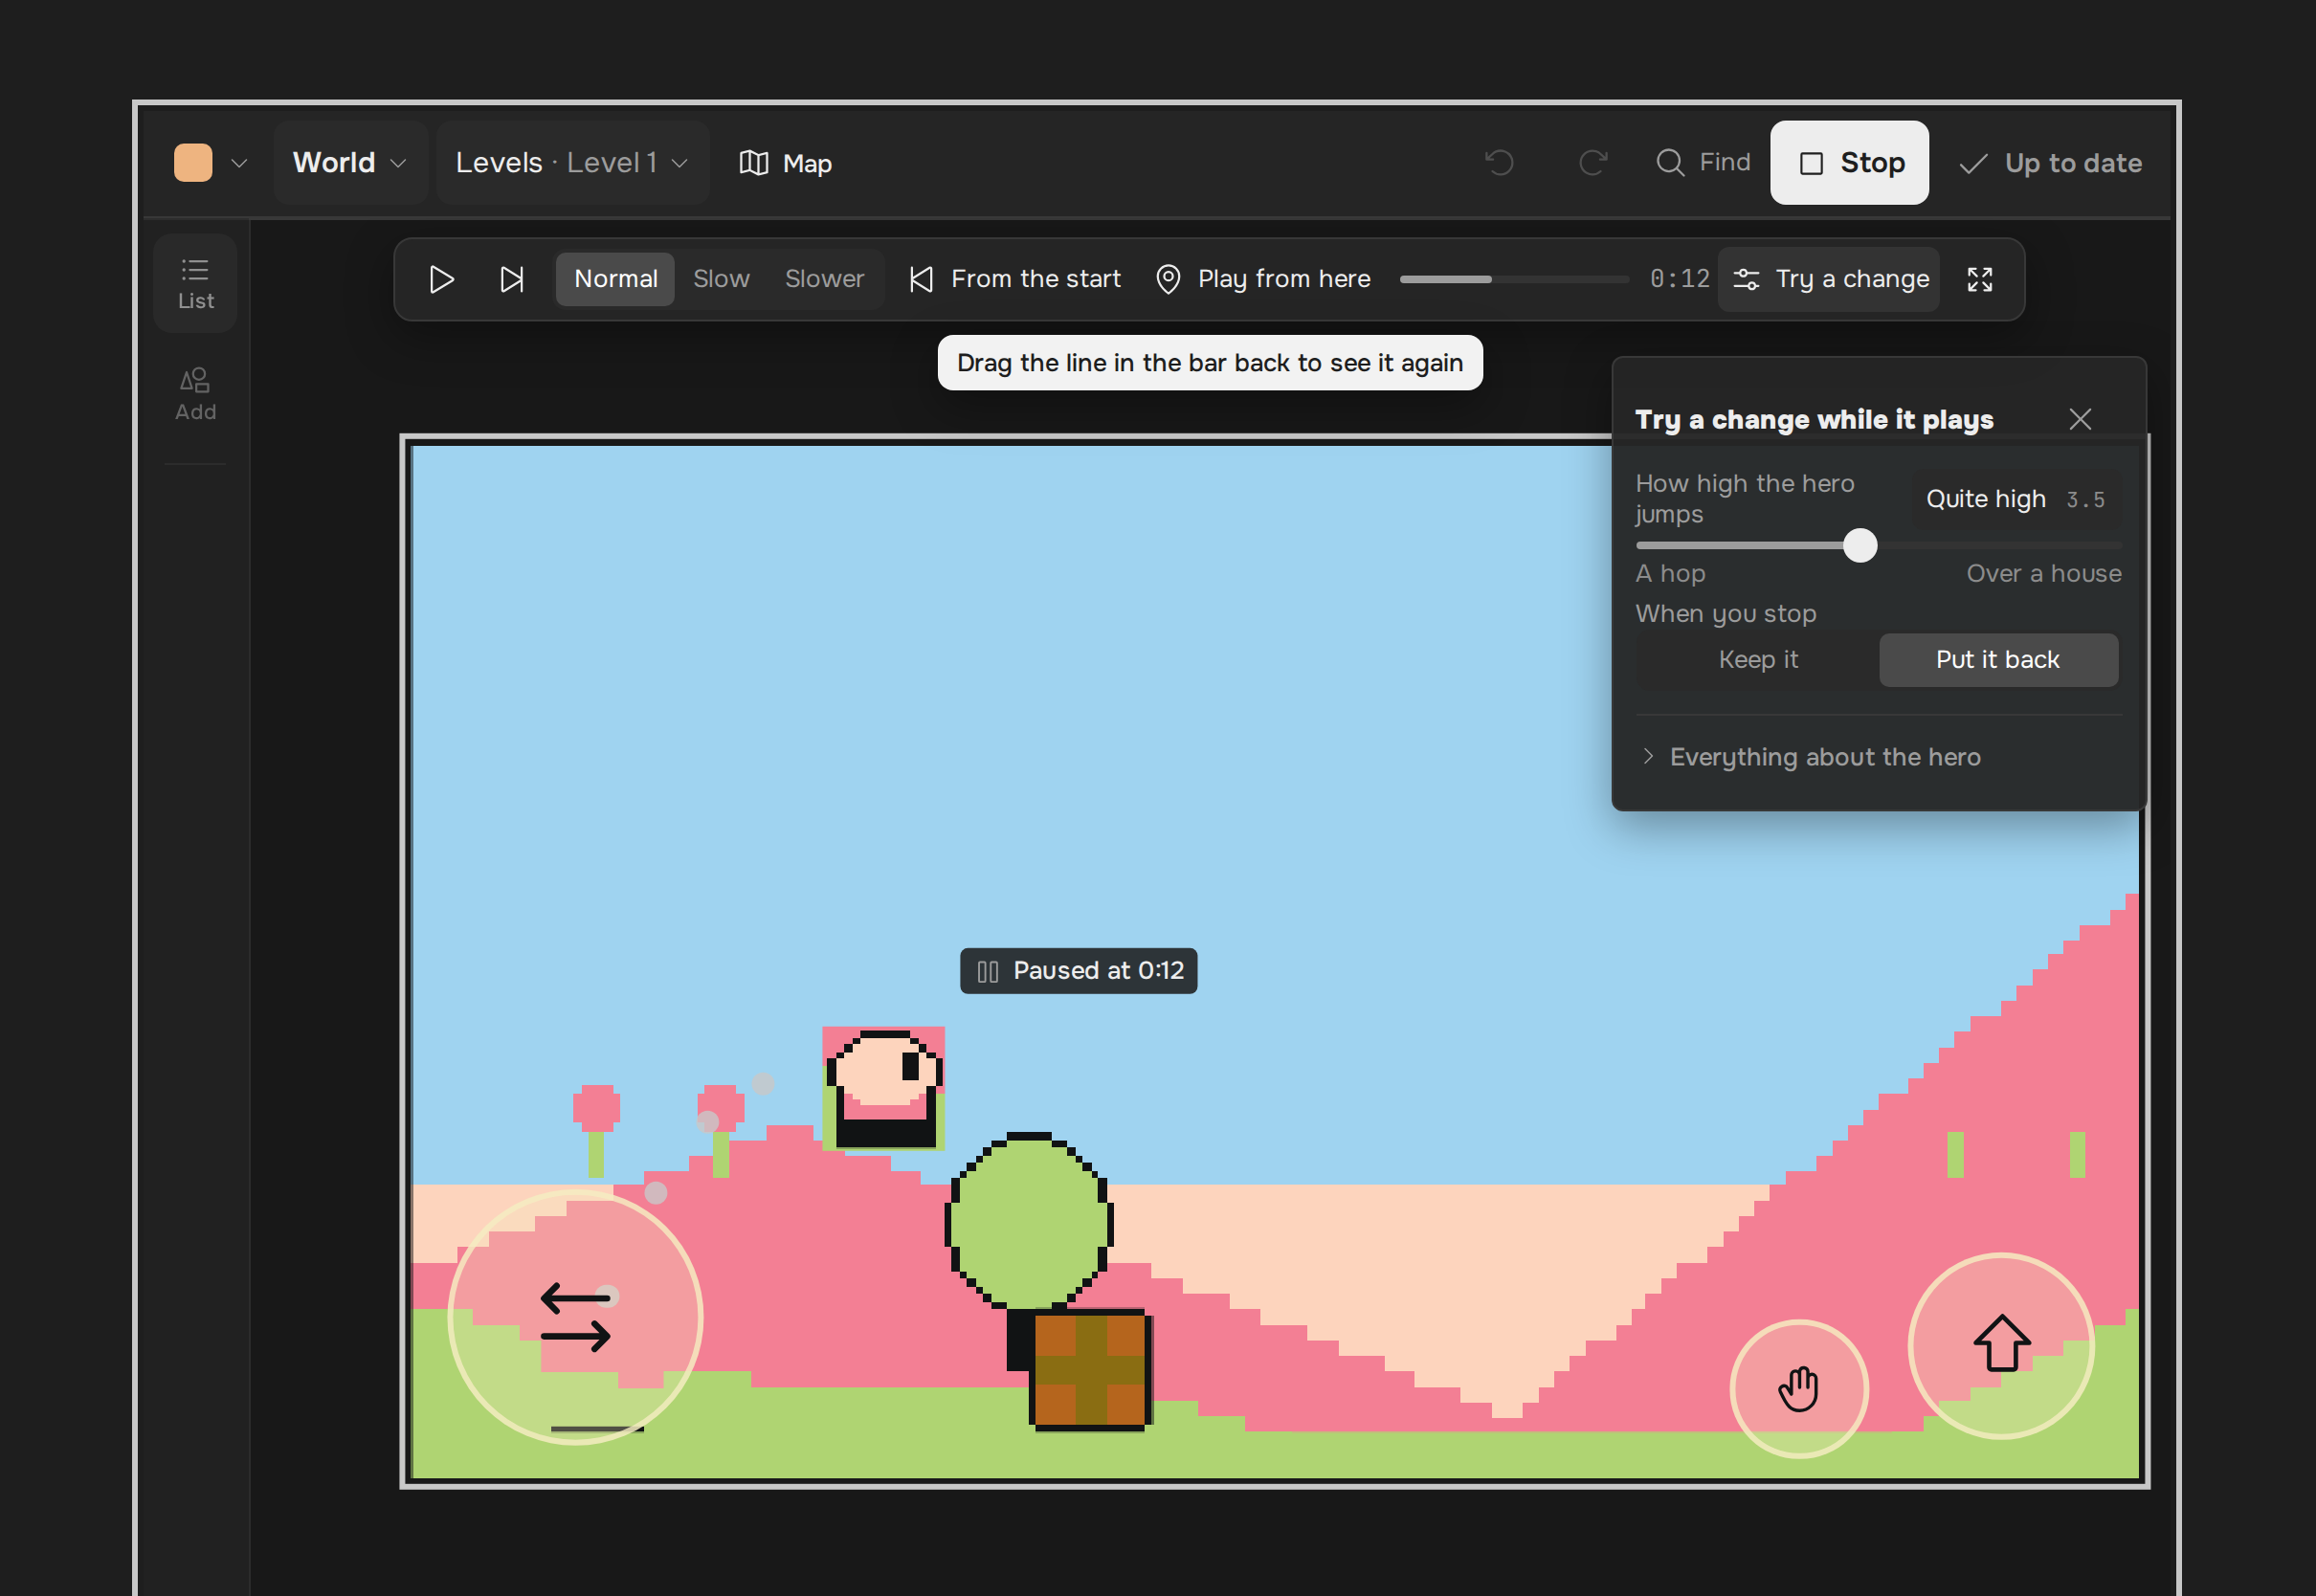 World
Levels · Level 1
Map
Find
Stop
Up to date
List
Add
Normal
Slow
Slower
From the start
Play from here
0:12
Try a change
Drag the line in the bar back to see it again
Try a change while it plays
How high the hero
jumps
Quite high 3.5
A hop
Over a house
When you stop
Keep it
Put it back
Everything about the hero
Paused at 0:12